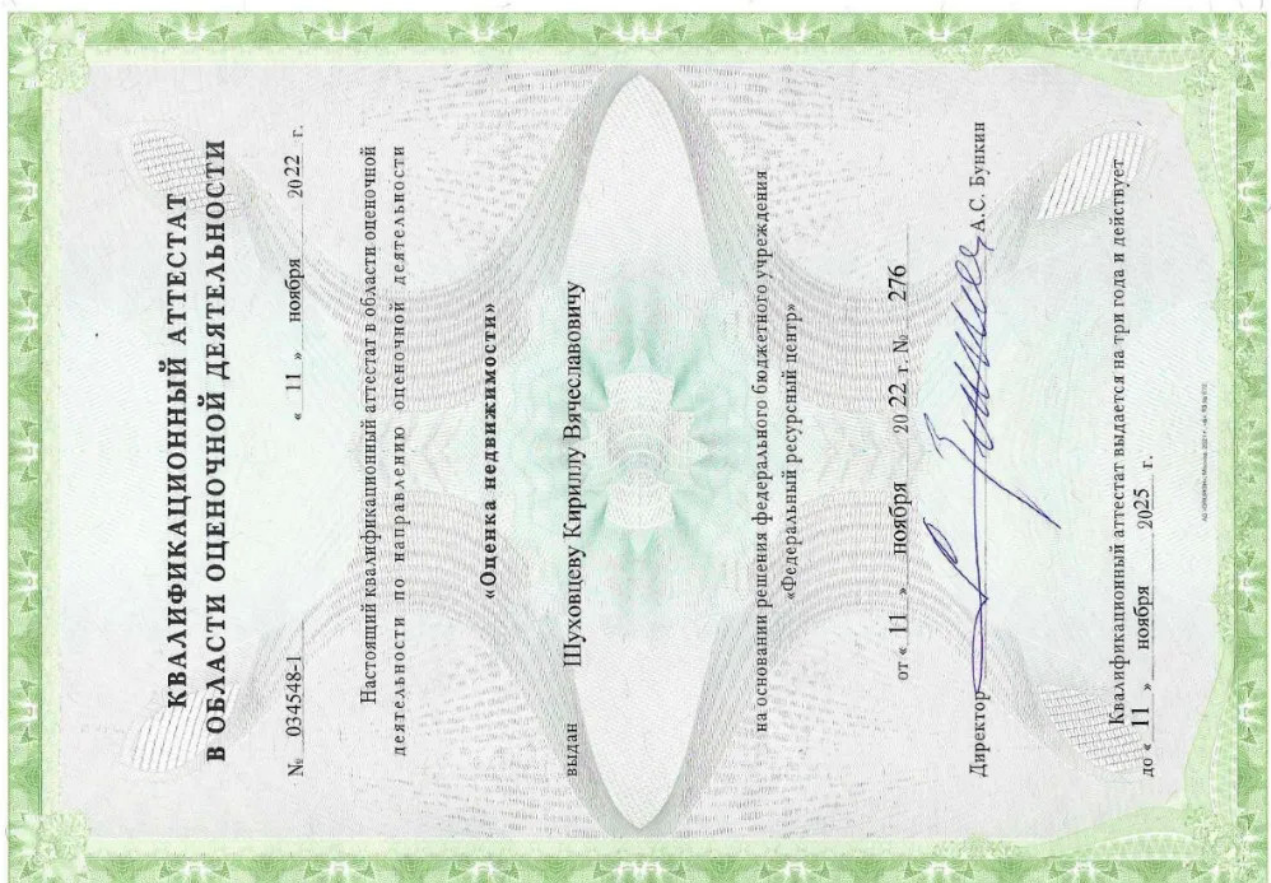 КВАЛИФИКАЦИОННЫЙ АТТЕСТАТ
В ОБЛАСТИ ОЦЕНОЧНОЙ ДЕЯТЕЛЬНОСТИ
№ 034548-1 « 11 » ноября 2022 г.
Настоящий квалификационный аттестат в области оценочной
деятельности по направлению оценочной деятельности
«Оценка недвижимости»
выдан Шуховцеву Кириллу Вячеславовичу
на основании решения федерального бюджетного учреждения
«Федеральный ресурсный центр»
от « 11 » ноября 20 22 г. № 276
Директор А.С. Бункин
Квалификационный аттестат выдается на три года и действует
до « 11 » ноября 2025 г.